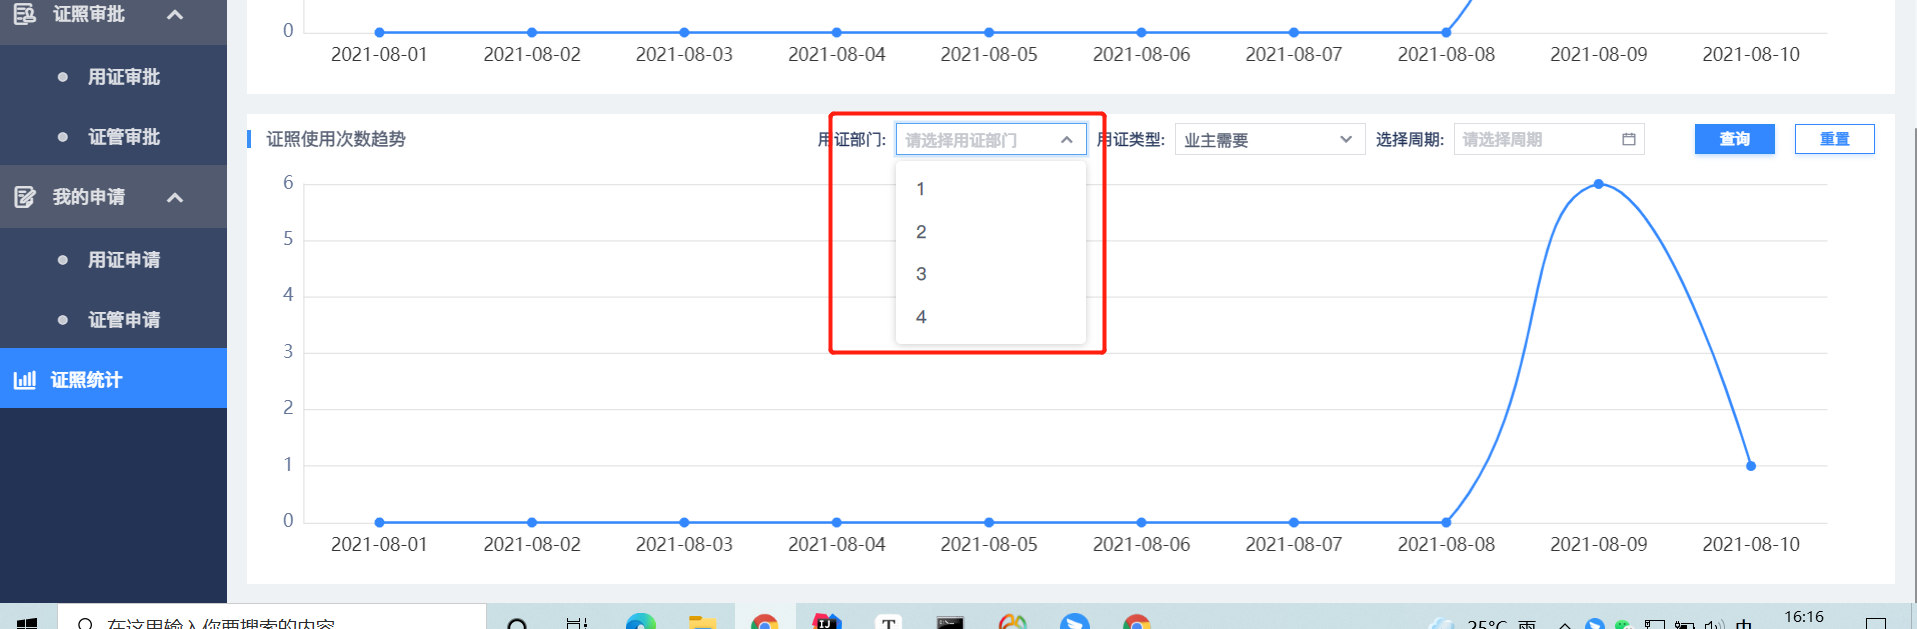 证照审批
用证审批
证管审批
我的申请
用证申请
证管申请
证照统计
0
2021-08-01 2021-08-02 2021-08-03 2021-08-04 2021-08-05 2021-08-06 2021-08-07 2021-08-08 2021-08-09 2021-08-10
证照使用次数趋势 用证部门: 请选择用证部门 用证类型: 业主需要 选择周期: 请选择周期 查询 重置
1
2
3
4
6
5
4
3
2
1
0
2021-08-01 2021-08-02 2021-08-03 2021-08-04 2021-08-05 2021-08-06 2021-08-07 2021-08-08 2021-08-09 2021-08-10
在这里输入你要搜索的内容
IJ
T
25°C 雨
中
16:16